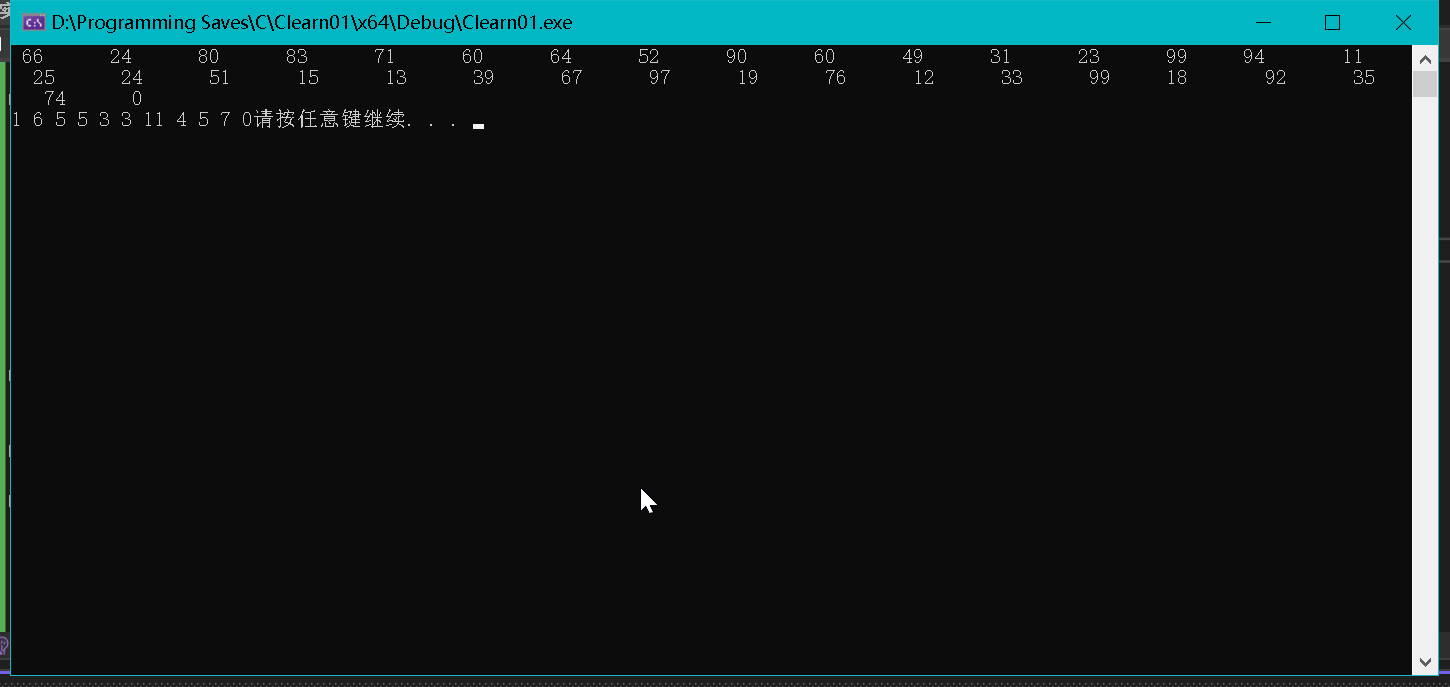 D:\Programming Saves\C\Clearn01\x64\Debug\Clearn01.exe
66 24 80 83 71 60 64 52 90 60 49 31 23 99 94 11
25 24 51 15 13 39 67 97 19 76 12 33 99 18 92 35
74 0
1 6 5 5 3 3 11 4 5 7 0请按任意键继续. . .